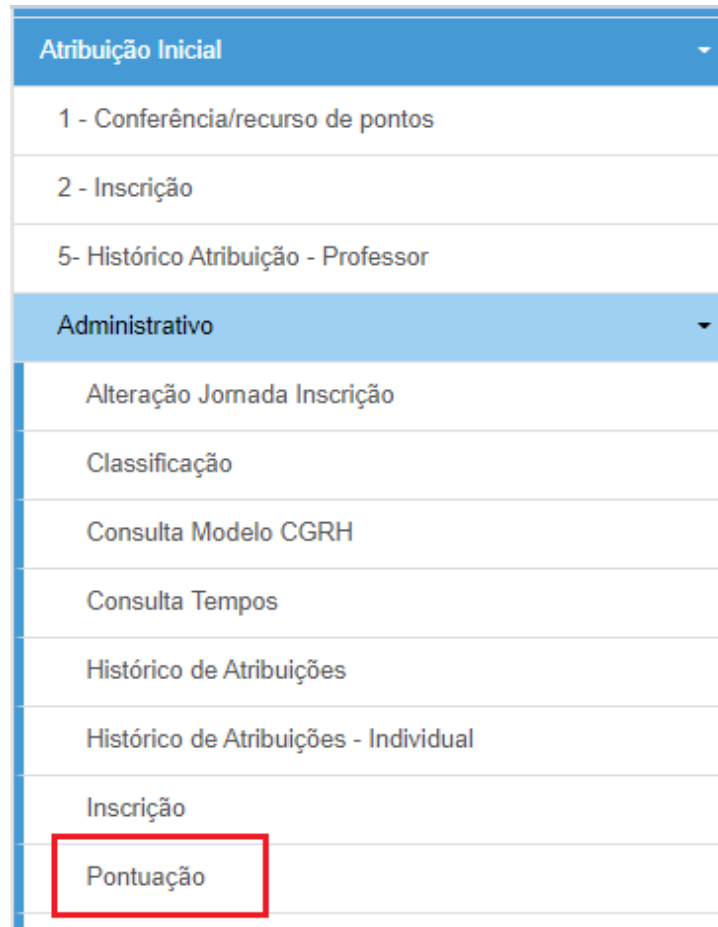 Atribuição Inicial
1 - Conferência/recurso de pontos
2 - Inscrição
5- Histórico Atribuição - Professor
Administrativo
Alteração Jornada Inscrição
Classificação
Consulta Modelo CGRH
Consulta Tempos
Histórico de Atribuições
Histórico de Atribuições - Individual
Inscrição
Pontuação